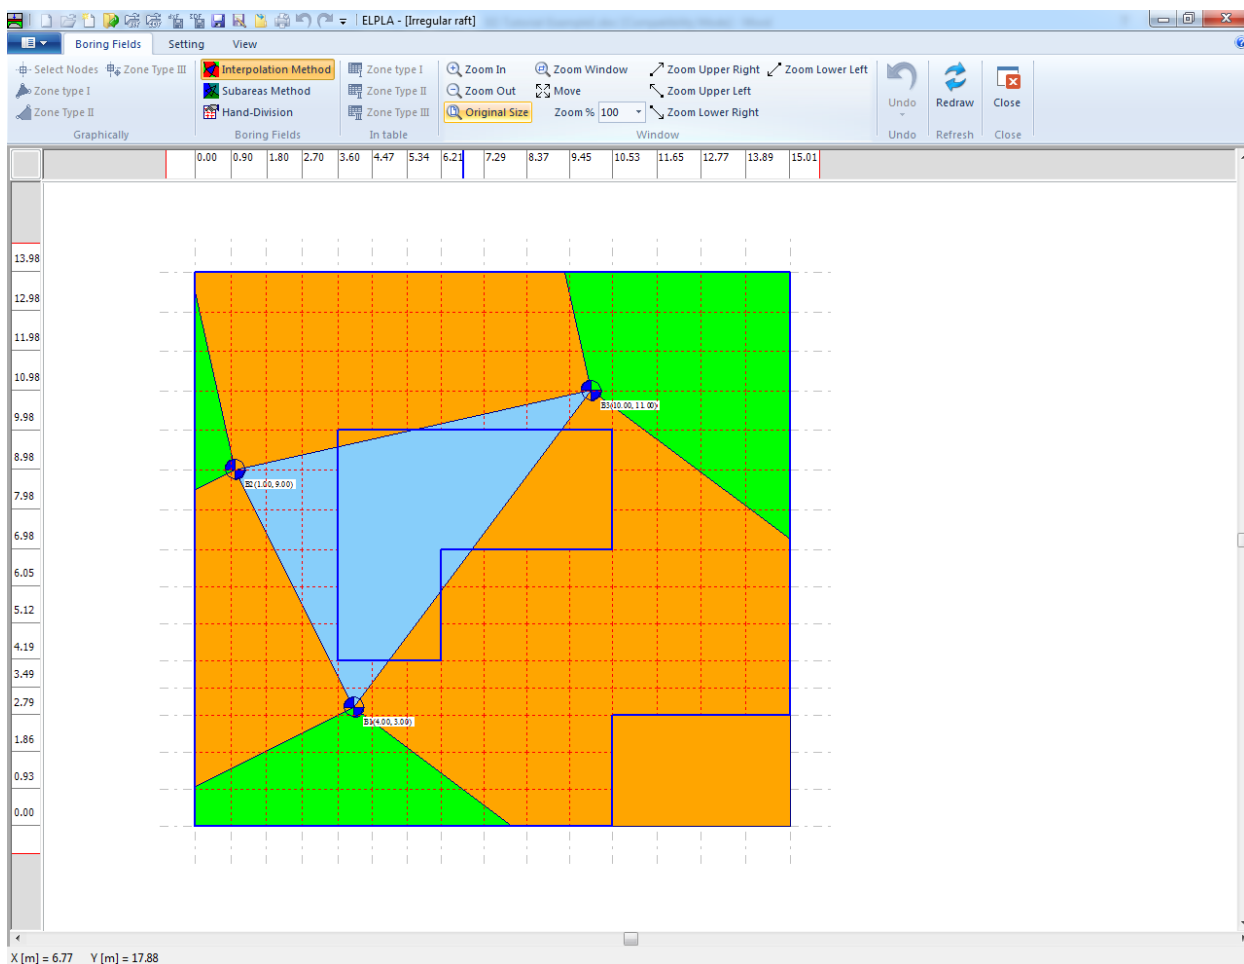 ELPLA - [Irregular raft]
Boring Fields Setting View
Select Nodes Zone Type III Interpolation Method Zone type I Zoom In Zoom Window Zoom Upper Right Zoom Lower Left
Zone type I Subareas Method Zone Type II Zoom Out Move Zoom Upper Left Undo Redraw Close
Zone Type II Hand-Division Zone Type III Original Size Zoom % 100 Zoom Lower Right
Graphically Boring Fields In table Window Undo Refresh Close
0.00 0.90 1.80 2.70 3.60 4.47 5.34 6.21 7.29 8.37 9.45 10.53 11.65 12.77 13.89 15.01
13.98
12.98
11.98
10.98
B3(10.00, 11.00)
9.98
8.98
B2(1.00, 9.00)
7.98
6.98
6.05
5.12
4.19
3.49
2.79
B1(4.00, 3.00)
1.86
0.93
0.00
X [m] = 6.77 Y [m] = 17.88